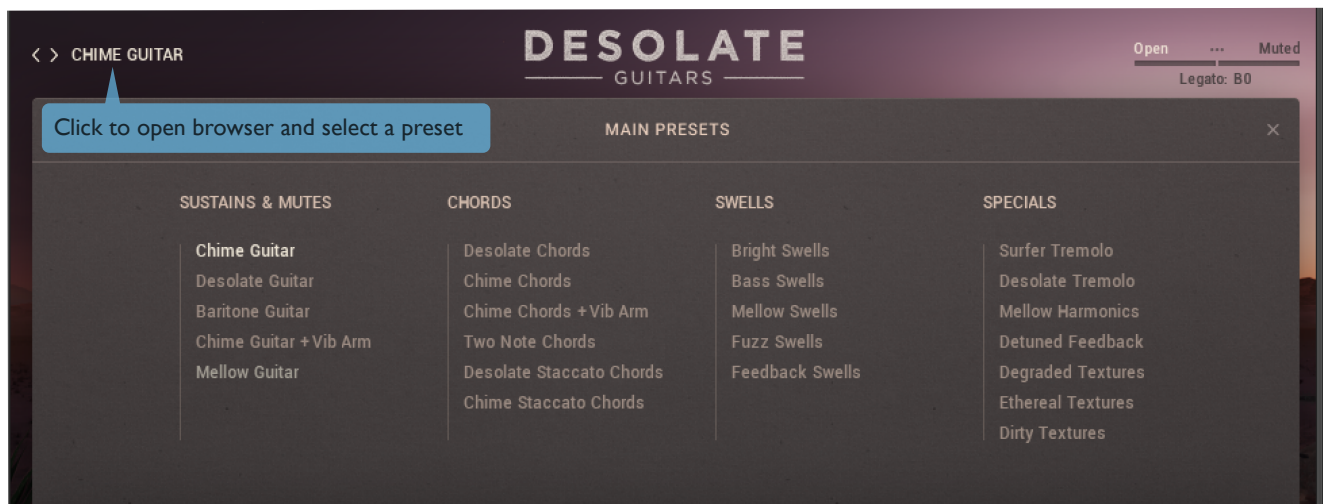 CHIME GUITAR
DESOLATE
GUITARS
Open ... Muted
Legato: B0
Click to open browser and select a preset
MAIN PRESETS
SUSTAINS & MUTES
Chime Guitar
Desolate Guitar
Baritone Guitar
Chime Guitar + Vib Arm
Mellow Guitar
CHORDS
Desolate Chords
Chime Chords
Chime Chords + Vib Arm
Two Note Chords
Desolate Staccato Chords
Chime Staccato Chords
SWELLS
Bright Swells
Bass Swells
Mellow Swells
Fuzz Swells
Feedback Swells
SPECIALS
Surfer Tremolo
Desolate Tremolo
Mellow Harmonics
Detuned Feedback
Degraded Textures
Ethereal Textures
Dirty Textures